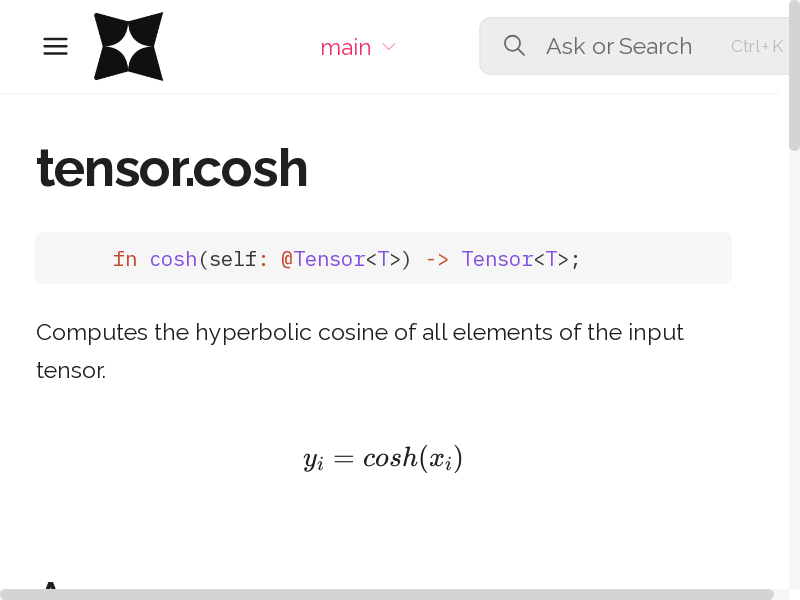 main
Ask or Search
Ctrl+K
tensor.cosh
fn cosh(self: @Tensor<T>) -> Tensor<T>;
Computes the hyperbolic cosine of all elements of the input
tensor.
y_i = cosh(x_i)